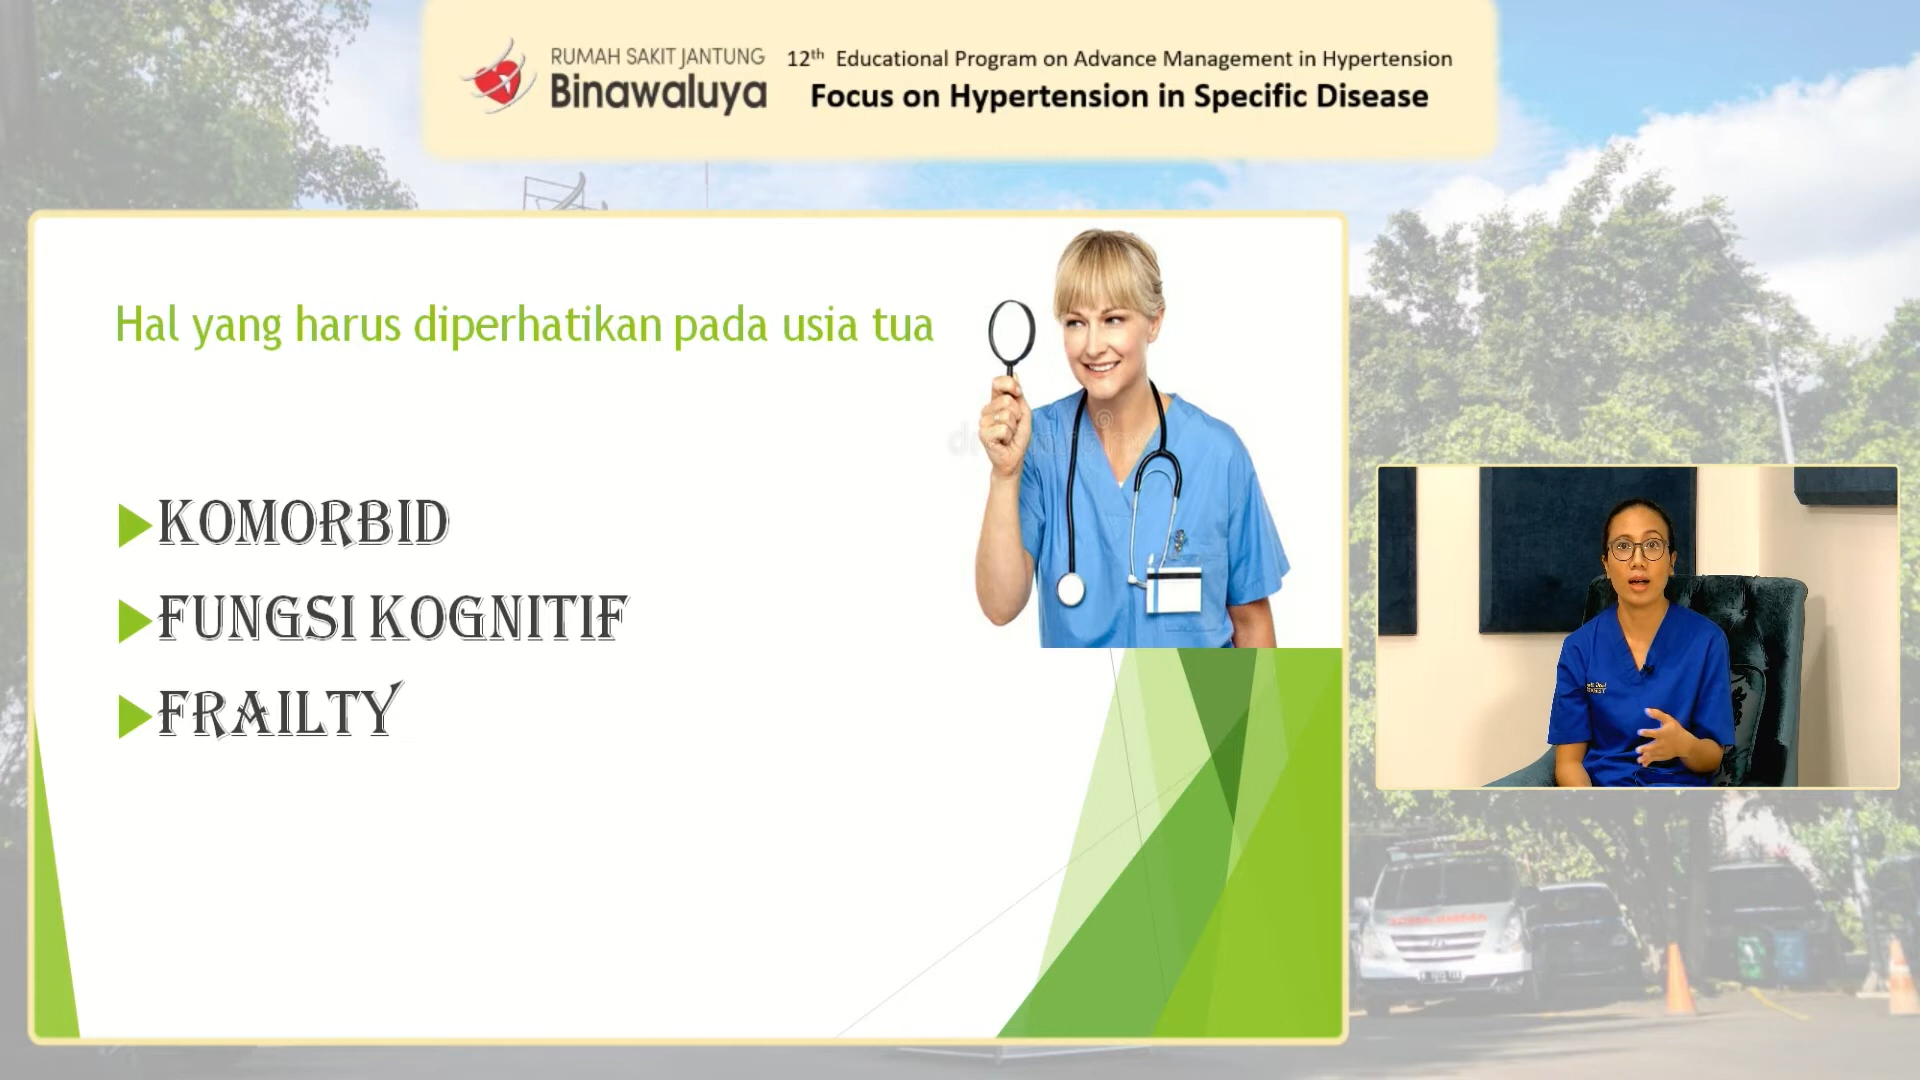 RUMAH SAKIT JANTUNG
Binawaluya
12th Educational Program on Advance Management in Hypertension
Focus on Hypertension in Specific Disease
Hal yang harus diperhatikan pada usia tua
KOMORBID
FUNGSI KOGNITIF
FRAILTY